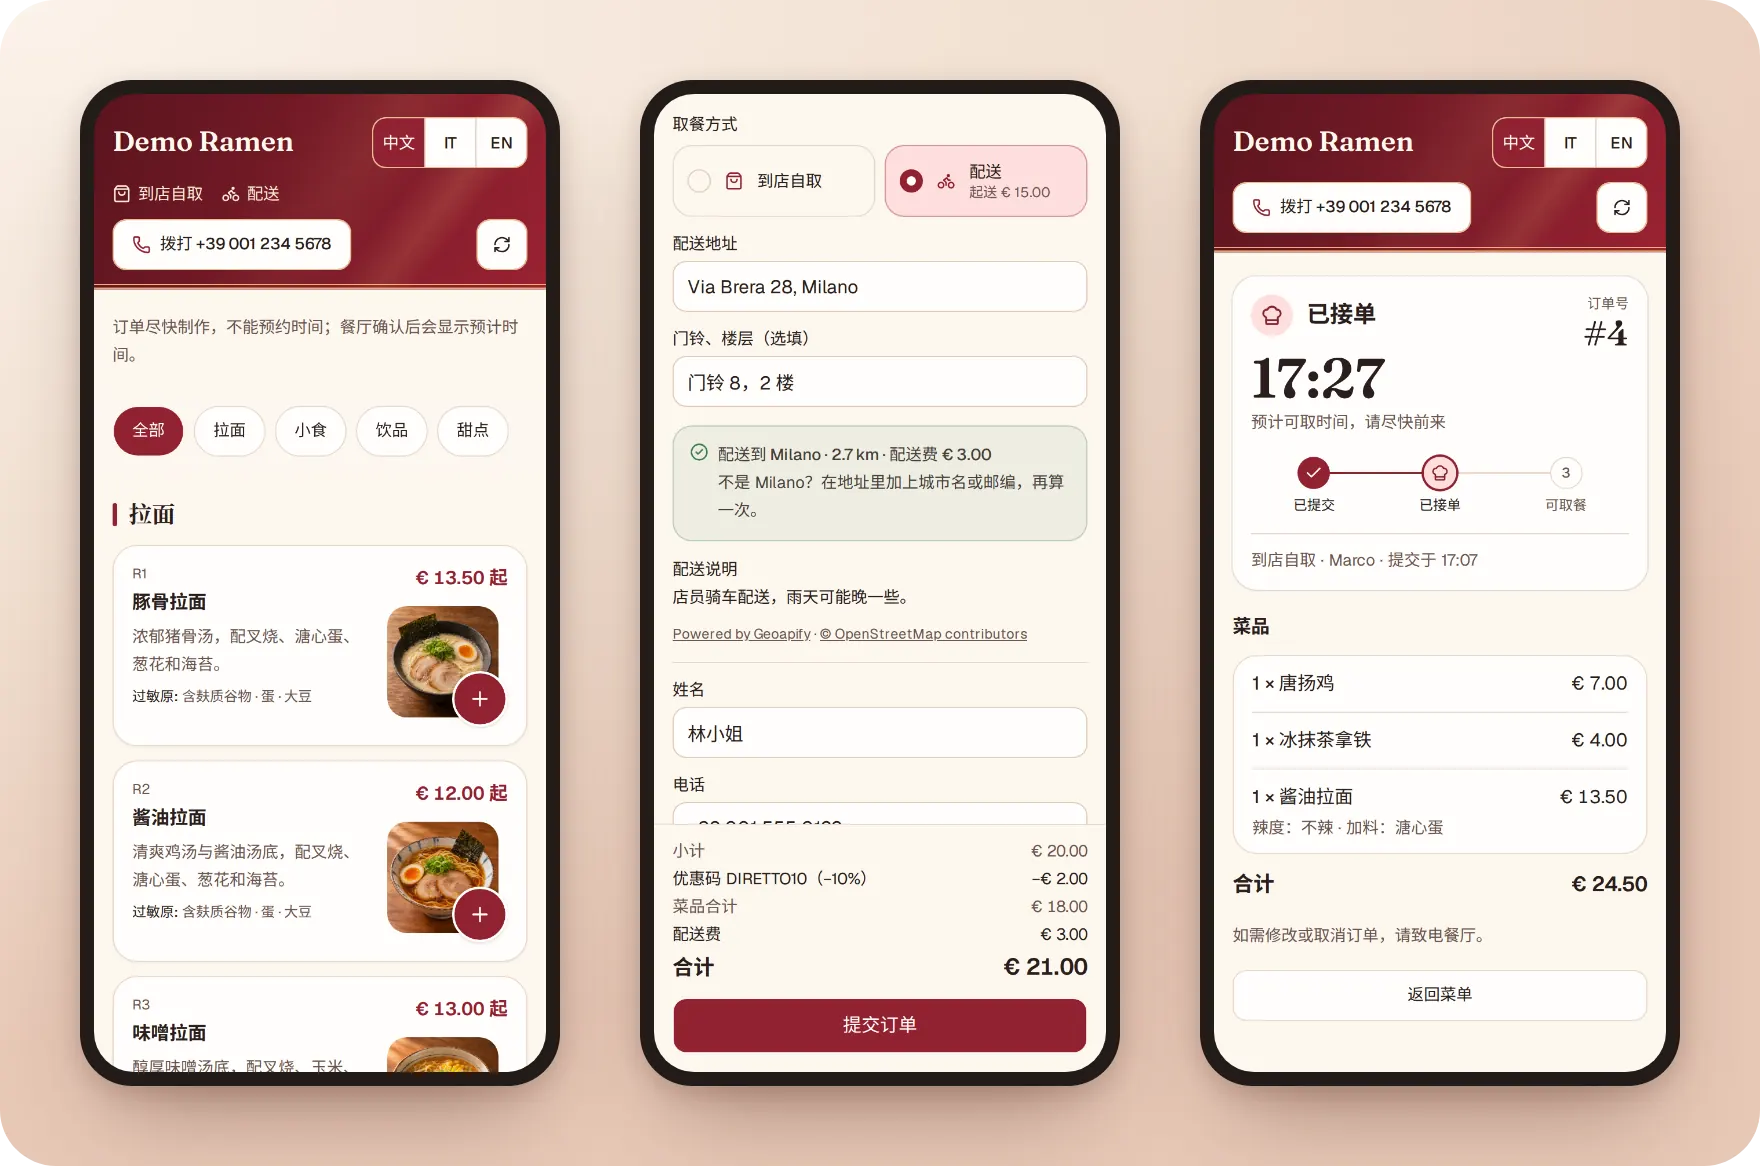 Demo Ramen
中文 IT EN
到店自取 配送
拨打 +39 001 234 5678
订单尽快制作，不能预约时间；餐厅确认后会显示预计时
间。
全部 拉面 小食 饮品 甜点
拉面
R1
€ 13.50 起
豚骨拉面
浓郁猪骨汤，配叉烧、溏心蛋、
葱花和海苔。
过敏原: 含麸质谷物 · 蛋 · 大豆
R2
€ 12.00 起
酱油拉面
清爽鸡汤与酱油汤底，配叉烧、
溏心蛋、葱花和海苔。
过敏原: 含麸质谷物 · 蛋 · 大豆
R3
€ 13.00 起
味噌拉面
醇厚味噌汤底，配叉烧、玉米、
取餐方式
到店自取
配送
起送 € 15.00
配送地址
Via Brera 28, Milano
门铃、楼层（选填）
门铃 8，2 楼
配送到 Milano · 2.7 km · 配送费 € 3.00
不是 Milano？在地址里加上城市名或邮编，再算
一次。
配送说明
店员骑车配送，雨天可能晚一些。
Powered by Geoapify · © OpenStreetMap contributors
姓名
林小姐
电话
小计 € 20.00
优惠码 DIRETTO10（−10%） −€ 2.00
菜品合计 € 18.00
配送费 € 3.00
合计 € 21.00
提交订单
Demo Ramen
中文 IT EN
拨打 +39 001 234 5678
已接单
订单号
#4
17:27
预计可取时间，请尽快前来
3
已提交 已接单 可取餐
到店自取 · Marco · 提交于 17:07
菜品
1 × 唐扬鸡 € 7.00
1 × 冰抹茶拿铁 € 4.00
1 × 酱油拉面 € 13.50
辣度：不辣 · 加料：溏心蛋
合计 € 24.50
如需修改或取消订单，请致电餐厅。
返回菜单